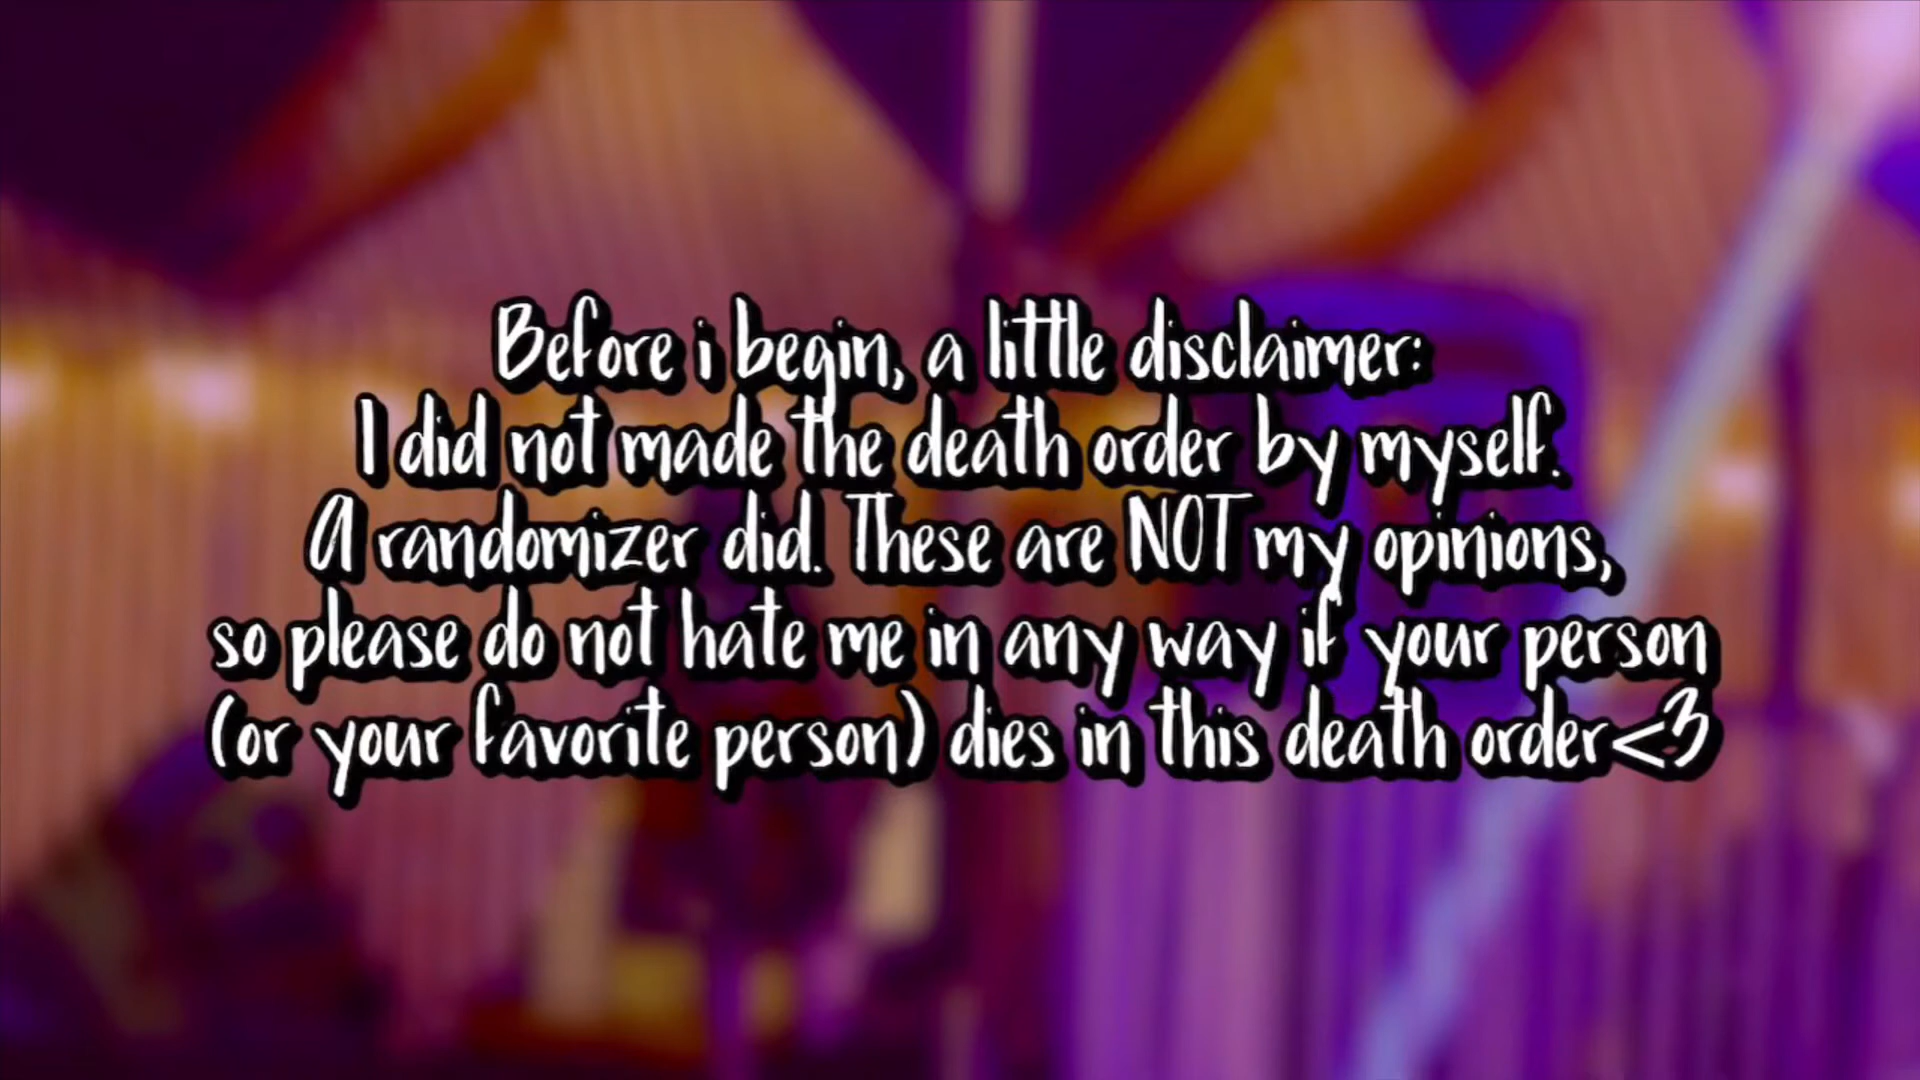 Before i begin, a little disclaimer:
I did not made the death order by myself.
A randomizer did. These are NOT my opinions,
so please do not hate me in any way if your person
(or your favorite person) dies in this death order<3